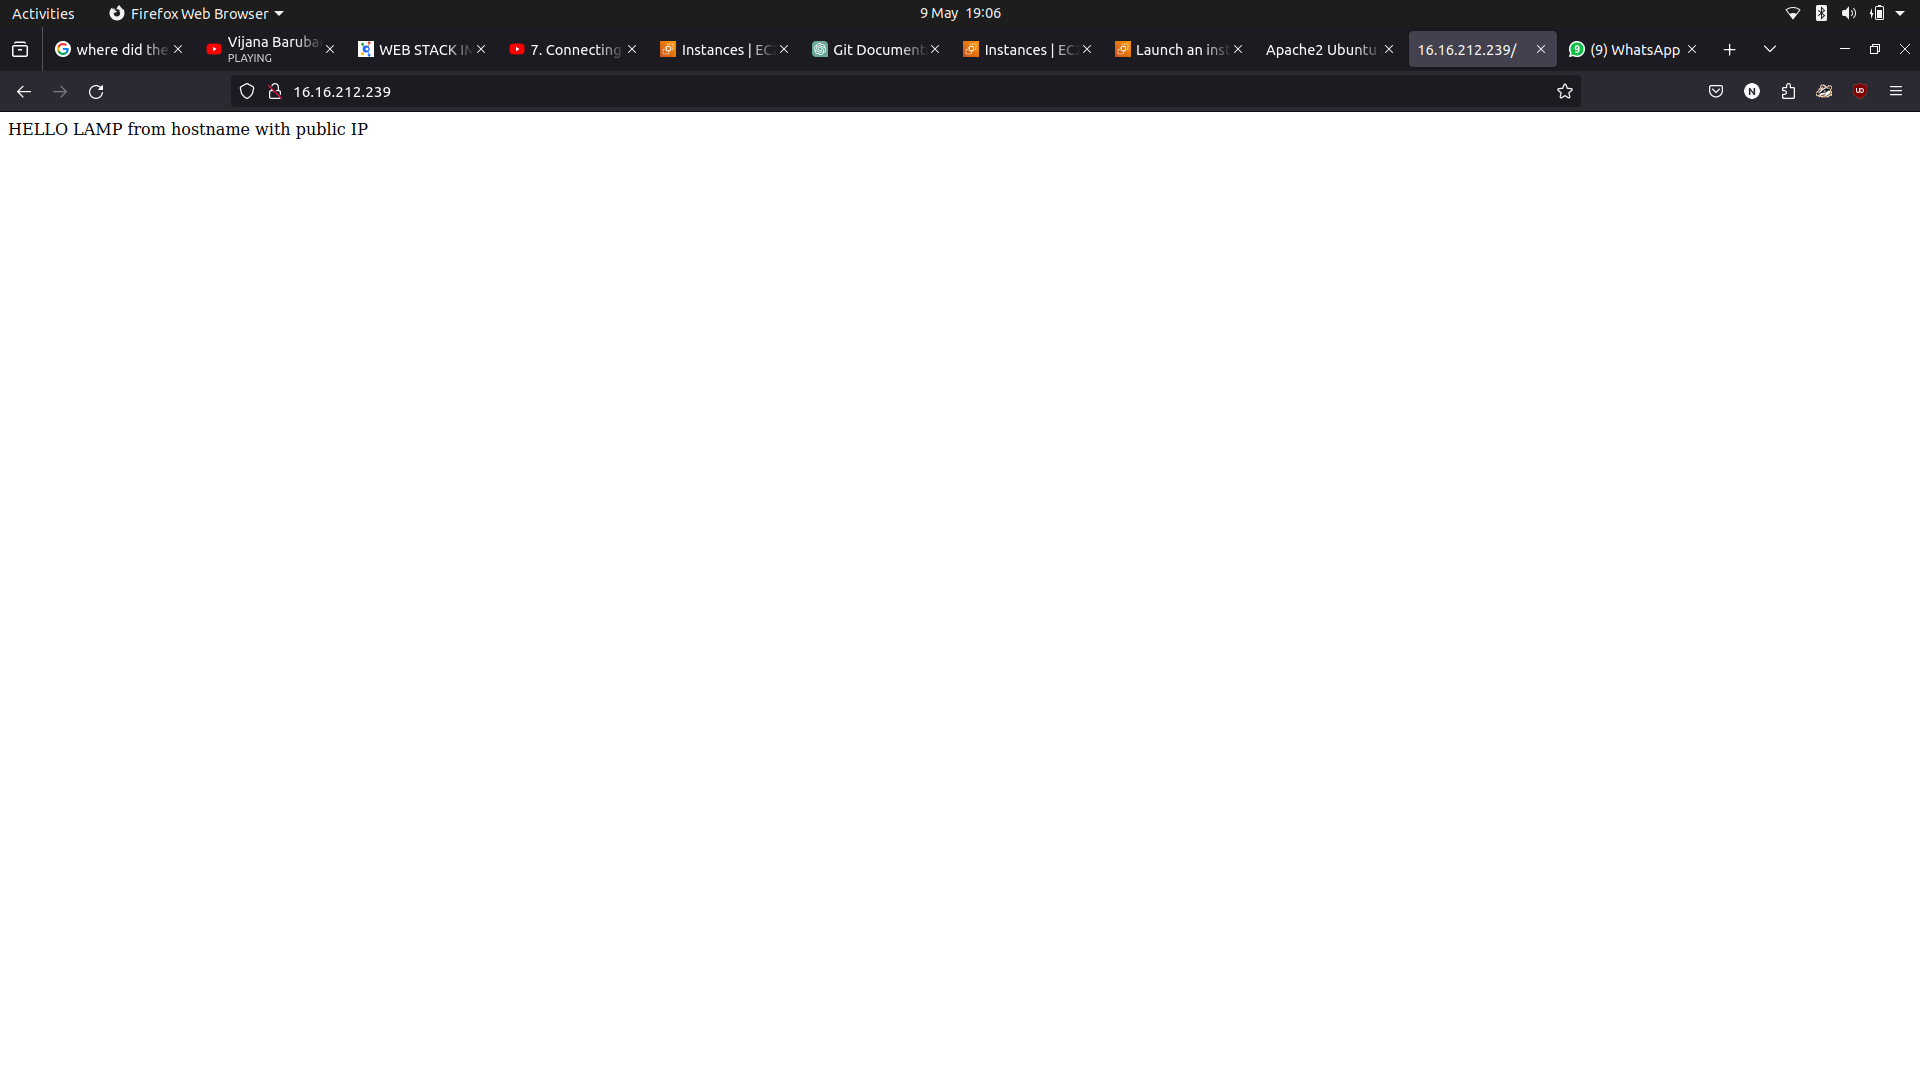 Activities
Firefox Web Browser
9 May 19:06
where did the
Vijana Baruba
PLAYING
WEB STACK IM
7. Connecting
Instances | EC2
Git Document
Instances | EC2
Launch an inst
Apache2 Ubuntu
16.16.212.239/
(9) WhatsApp
16.16.212.239
HELLO LAMP from hostname with public IP